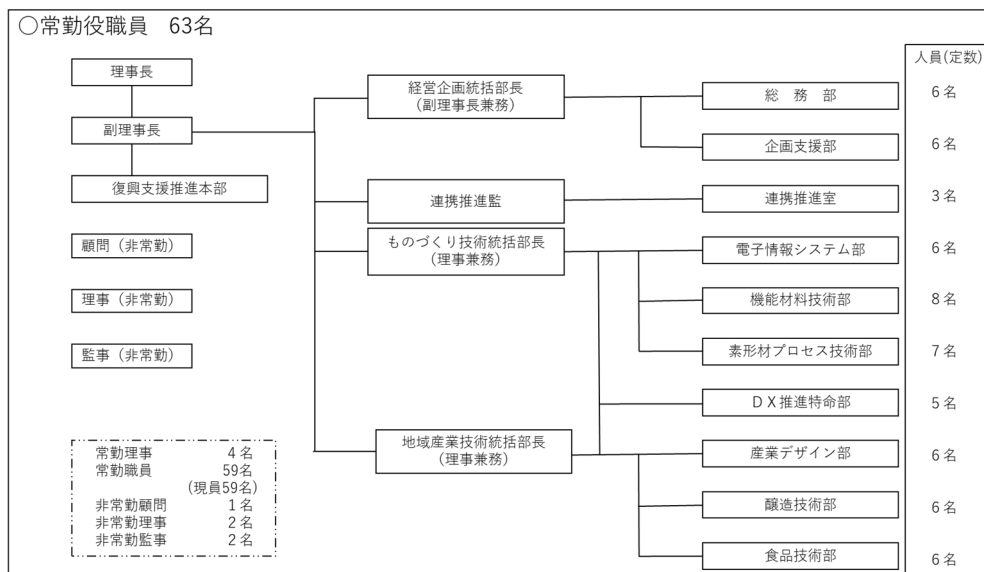 ○常勤役職員　63名
人員(定数)
理事長
副理事長
復興支援推進本部
顧問（非常勤）
理事（非常勤）
監事（非常勤）
経営企画統括部長
(副理事長兼務)
連携推進監
ものづくり技術統括部長
(理事兼務)
地域産業技術統括部長
(理事兼務)
総　務　部　6名
企画支援部　6名
連携推進室　3名
電子情報システム部　6名
機能材料技術部　8名
素形材プロセス技術部　7名
ＤＸ推進特命部　5名
産業デザイン部　6名
醸造技術部　6名
食品技術部　6名
常勤理事　4名
常勤職員　59名
(現員59名)
非常勤顧問　1名
非常勤理事　2名
非常勤監事　2名